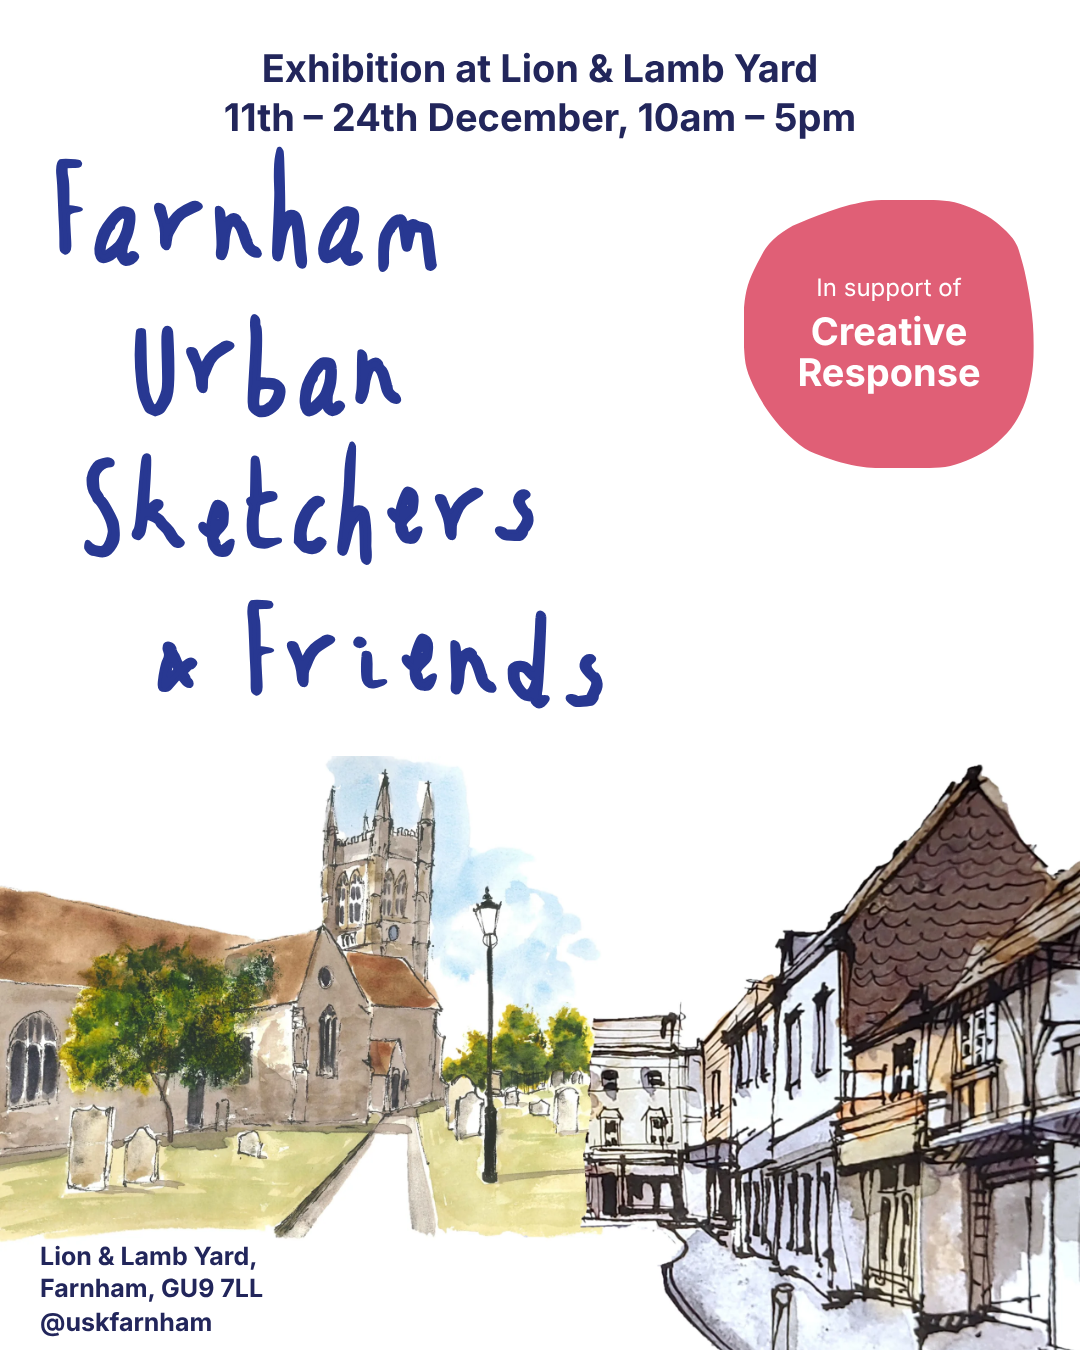 Exhibition at Lion & Lamb Yard
11th – 24th December, 10am – 5pm
Farnham
Urban
Sketchers
& Friends
In support of
Creative
Response
Lion & Lamb Yard,
Farnham, GU9 7LL
@uskfarnham